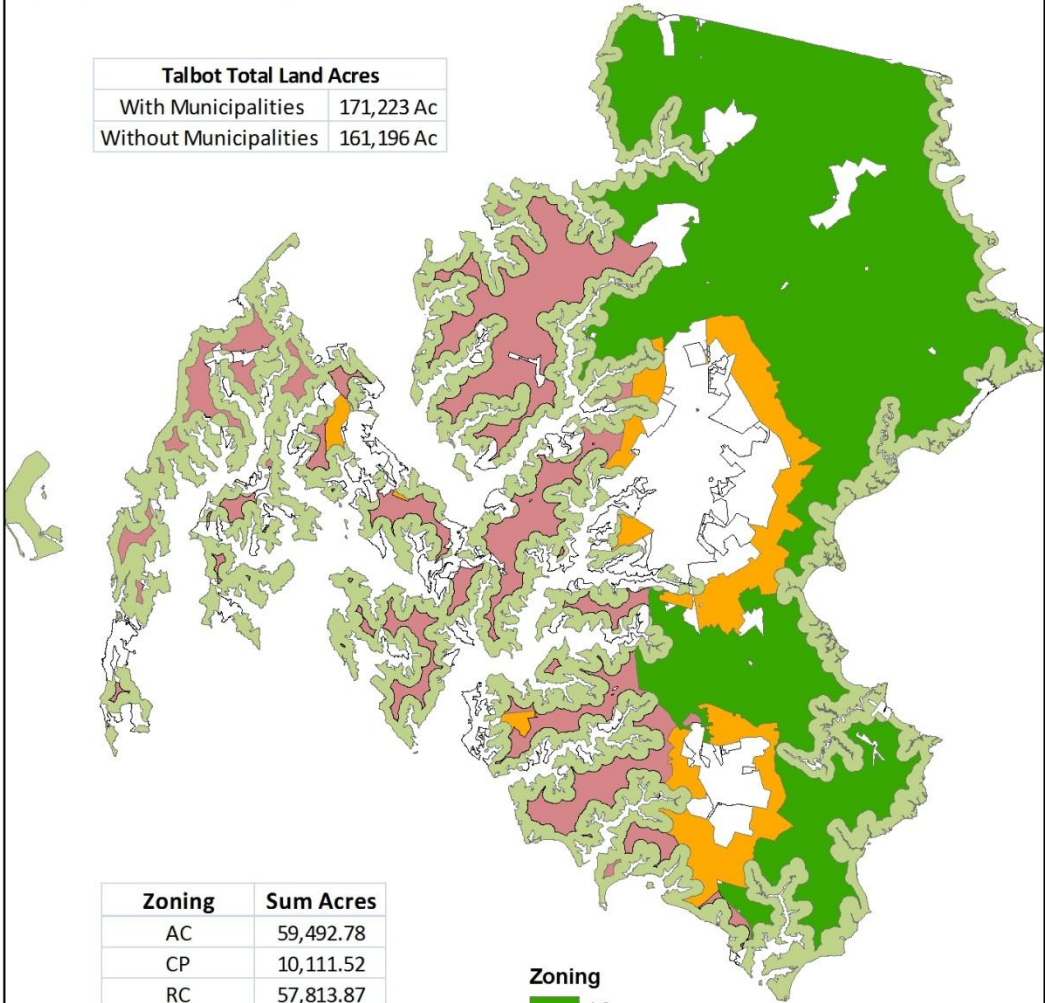 Talbot Total Land Acres
With Municipalities 171,223 Ac
Without Municipalities 161,196 Ac
Zoning Sum Acres
AC 59,492.78
CP 10,111.52
RC 57,813.87
Zoning